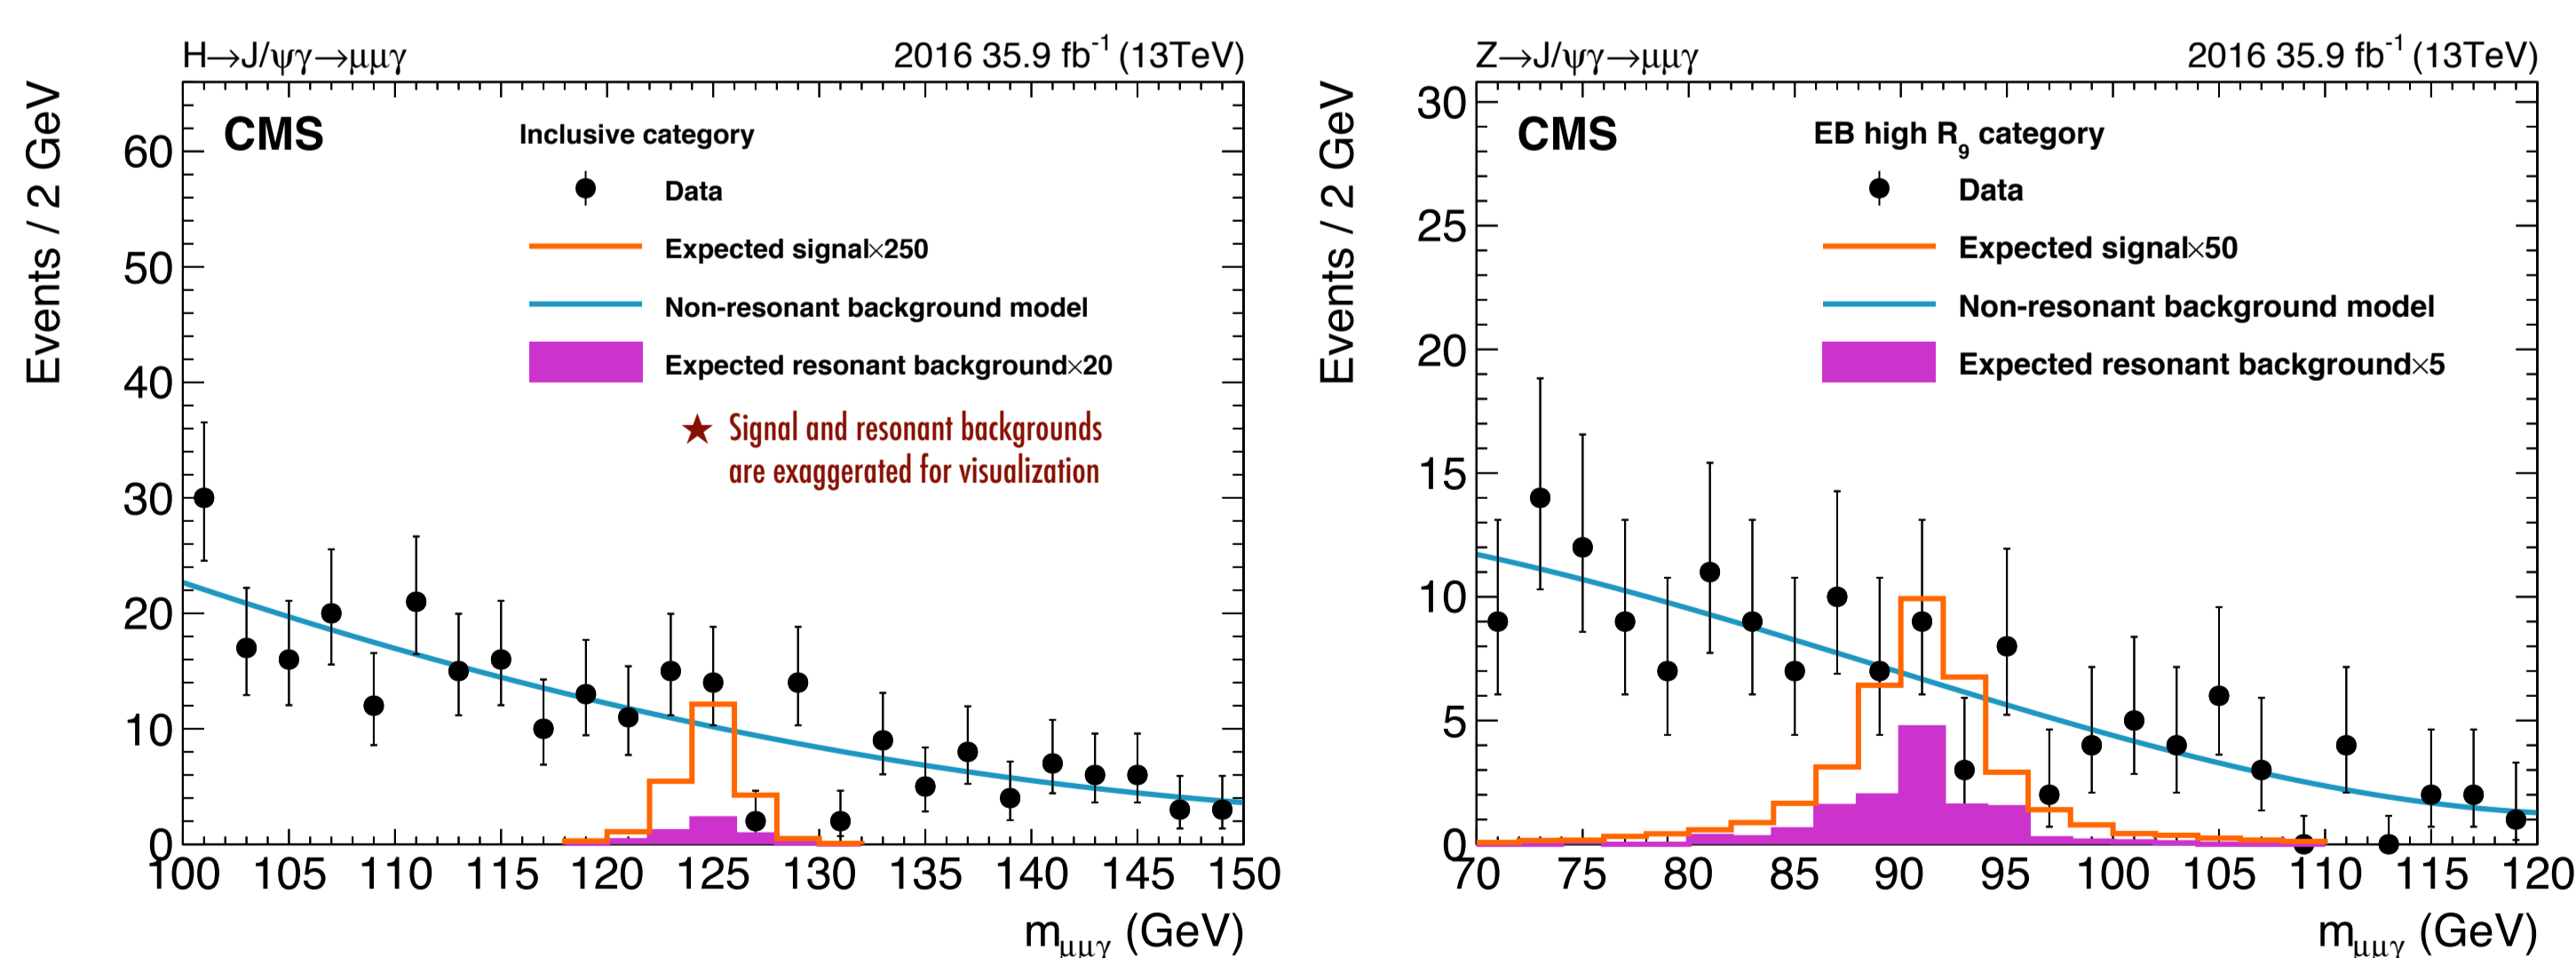 H→J/ψγ→μμγ
2016 35.9 fb⁻¹ (13TeV)
Events / 2 GeV
CMS
Inclusive category
Data
Expected signal×250
Non-resonant background model
Expected resonant background×20
★ Signal and resonant backgrounds
are exaggerated for visualization
60
50
40
30
20
10
0
100 105 110 115 120 125 130 135 140 145 150
m_μμγ (GeV)
Z→J/ψγ→μμγ
2016 35.9 fb⁻¹ (13TeV)
Events / 2 GeV
CMS
EB high R₉ category
Data
Expected signal×50
Non-resonant background model
Expected resonant background×5
30
25
20
15
10
5
0
70 75 80 85 90 95 100 105 110 115 120
m_μμγ (GeV)